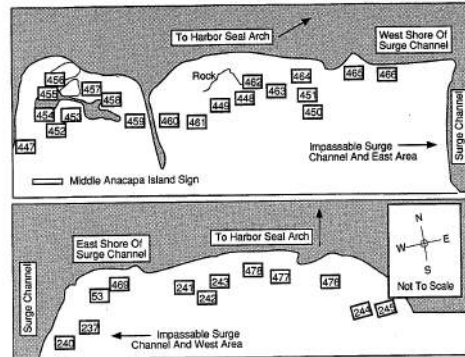 To Harbor Seal Arch
West Shore Of
Surge Channel
456
455
457
458
454
453
452
447
459
460
461
Rock
462
448
449
463
464
451
450
465
466
Impassable Surge
Channel And East Area
Surge Channel
Middle Anacapa Island Sign
East Shore Of
Surge Channel
To Harbor Seal Arch
Surge Channel
469
53
237
240
241
242
243
478
477
476
244
245
Impassable Surge
Channel And West Area
N
W
E
S
Not To Scale